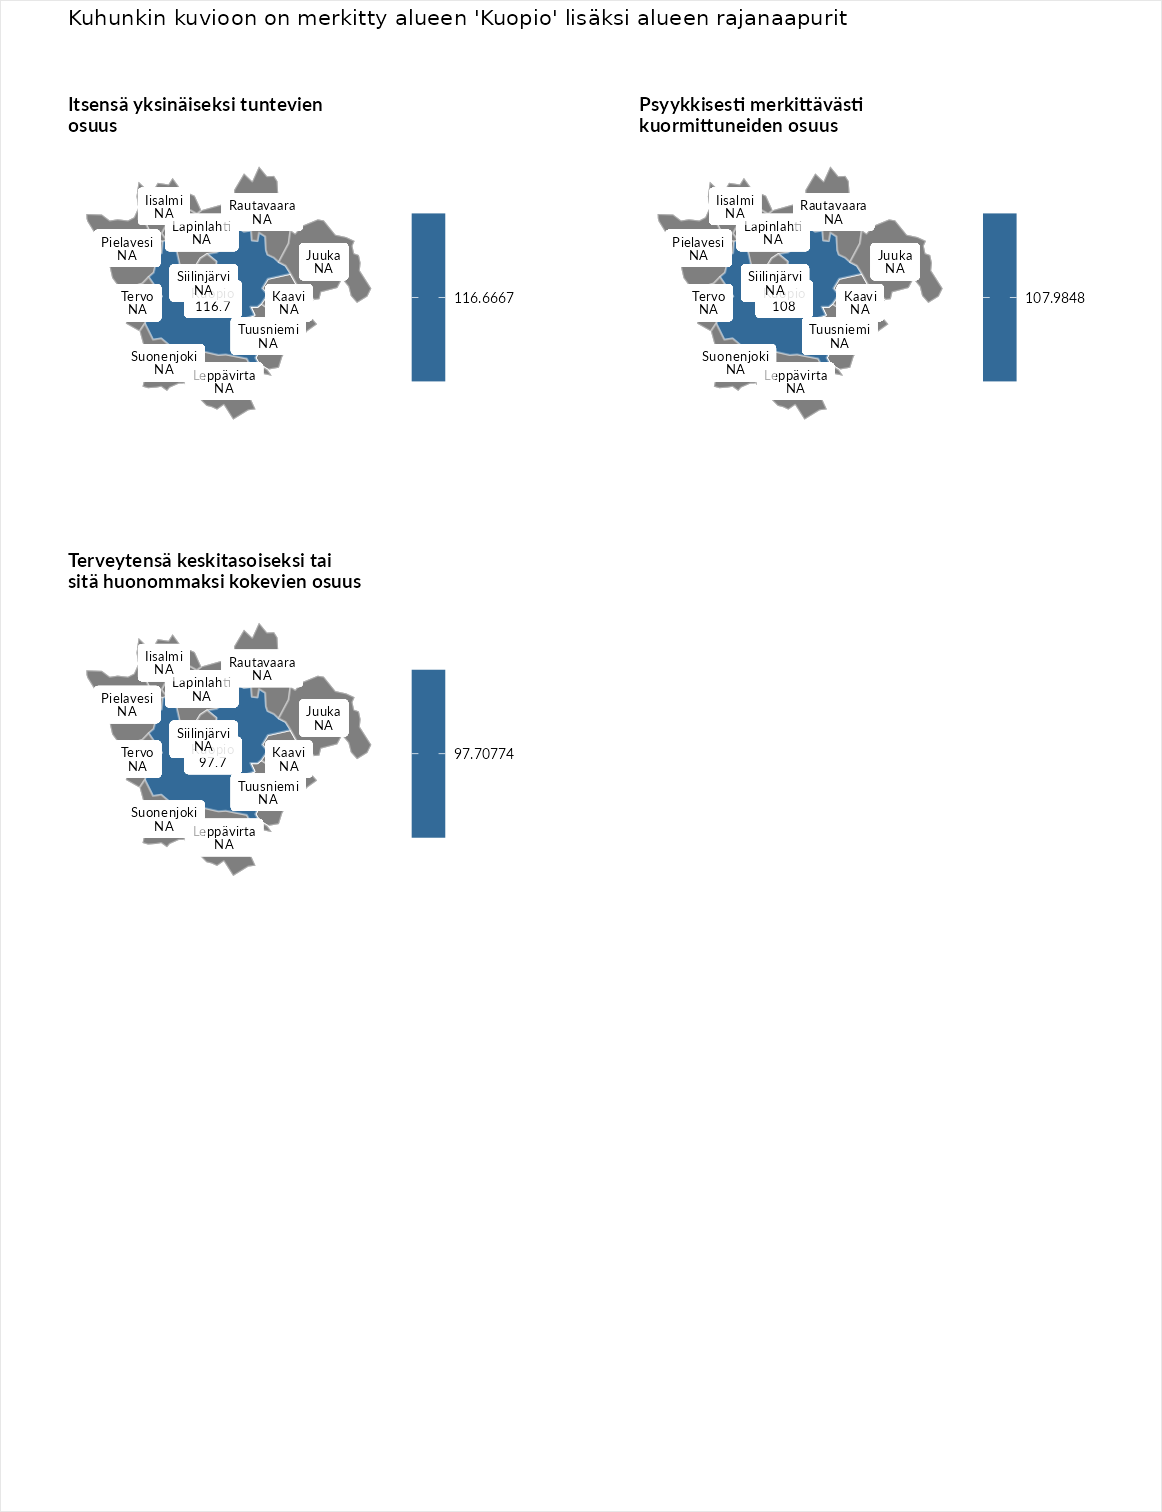 Kuhunkin kuvioon on merkitty alueen 'Kuopio' lisäksi alueen rajanaapurit
Itsensä yksinäiseksi tuntevien
osuus
Iisalmi
NA
Rautavaara
NA
Lapinlahti
NA
Pielavesi
NA
Juuka
NA
Siilinjärvi
NA
116.7
Tervo
NA
Kaavi
NA
Tuusniemi
NA
Suonenjoki
NA
Leppävirta
NA
116.6667
Psyykkisesti merkittävästi
kuormittuneiden osuus
Iisalmi
NA
Rautavaara
NA
Lapinlahti
NA
Pielavesi
NA
Juuka
NA
Siilinjärvi
NA
108
Tervo
NA
Kaavi
NA
Tuusniemi
NA
Suonenjoki
NA
Leppävirta
NA
107.9848
Terveytensä keskitasoiseksi tai
sitä huonommaksi kokevien osuus
Iisalmi
NA
Rautavaara
NA
Lapinlahti
NA
Pielavesi
NA
Juuka
NA
Siilinjärvi
NA
97.7
Tervo
NA
Kaavi
NA
Tuusniemi
NA
Suonenjoki
NA
Leppävirta
NA
97.70774